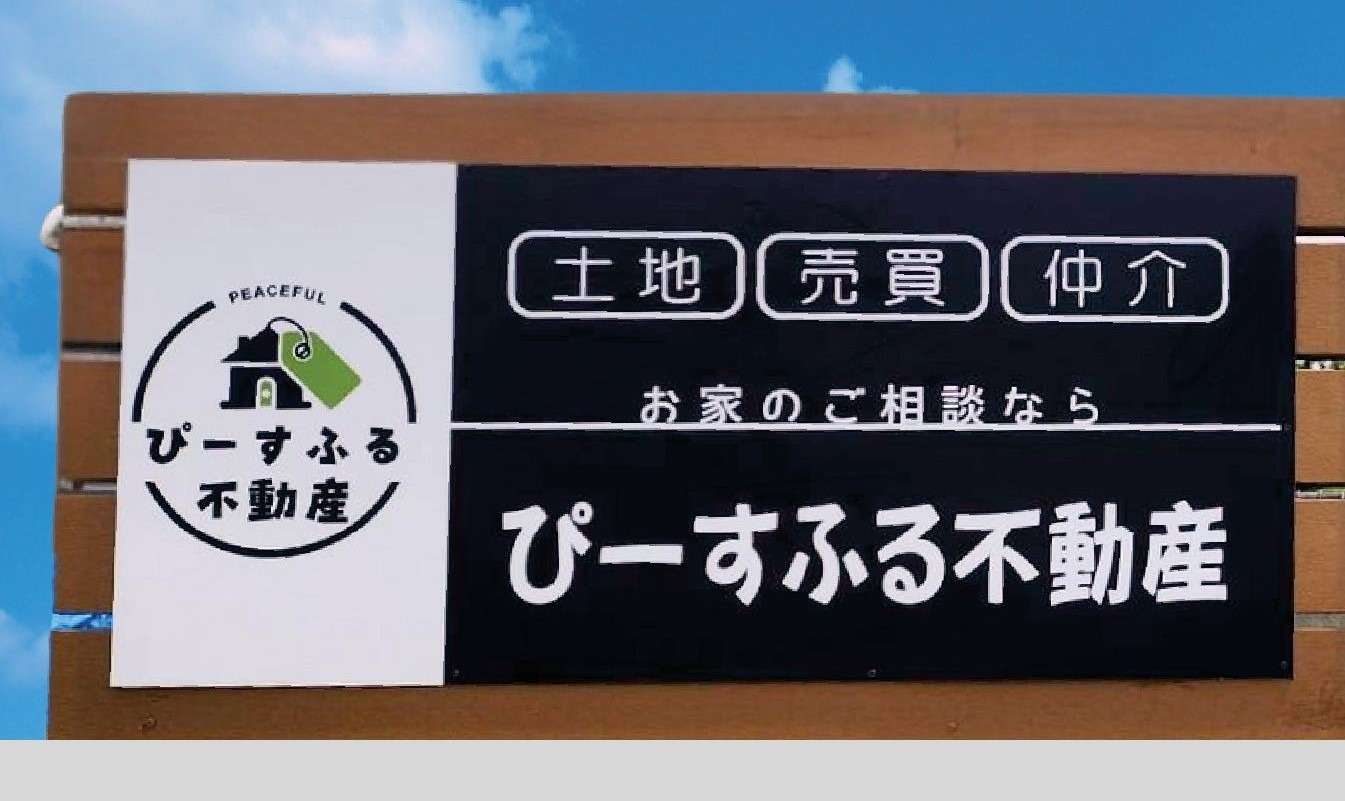 PEACEFUL
ぴーすふる
不動産
土地 売買 仲介
お家のご相談なら
ぴーすふる不動産